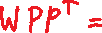 WPP^T =